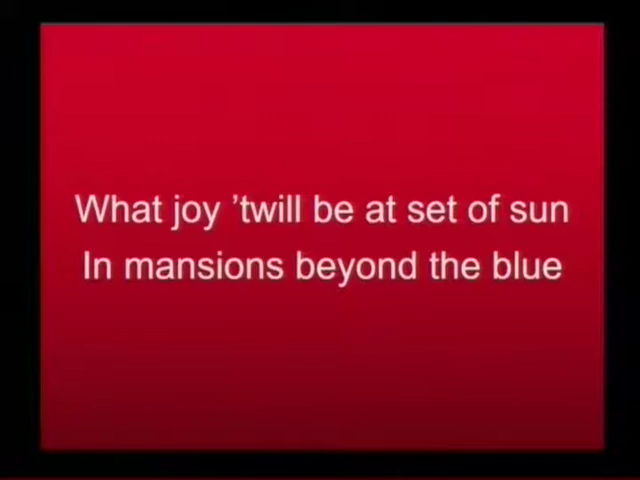 What joy ’twill be at set of sun
In mansions beyond the blue